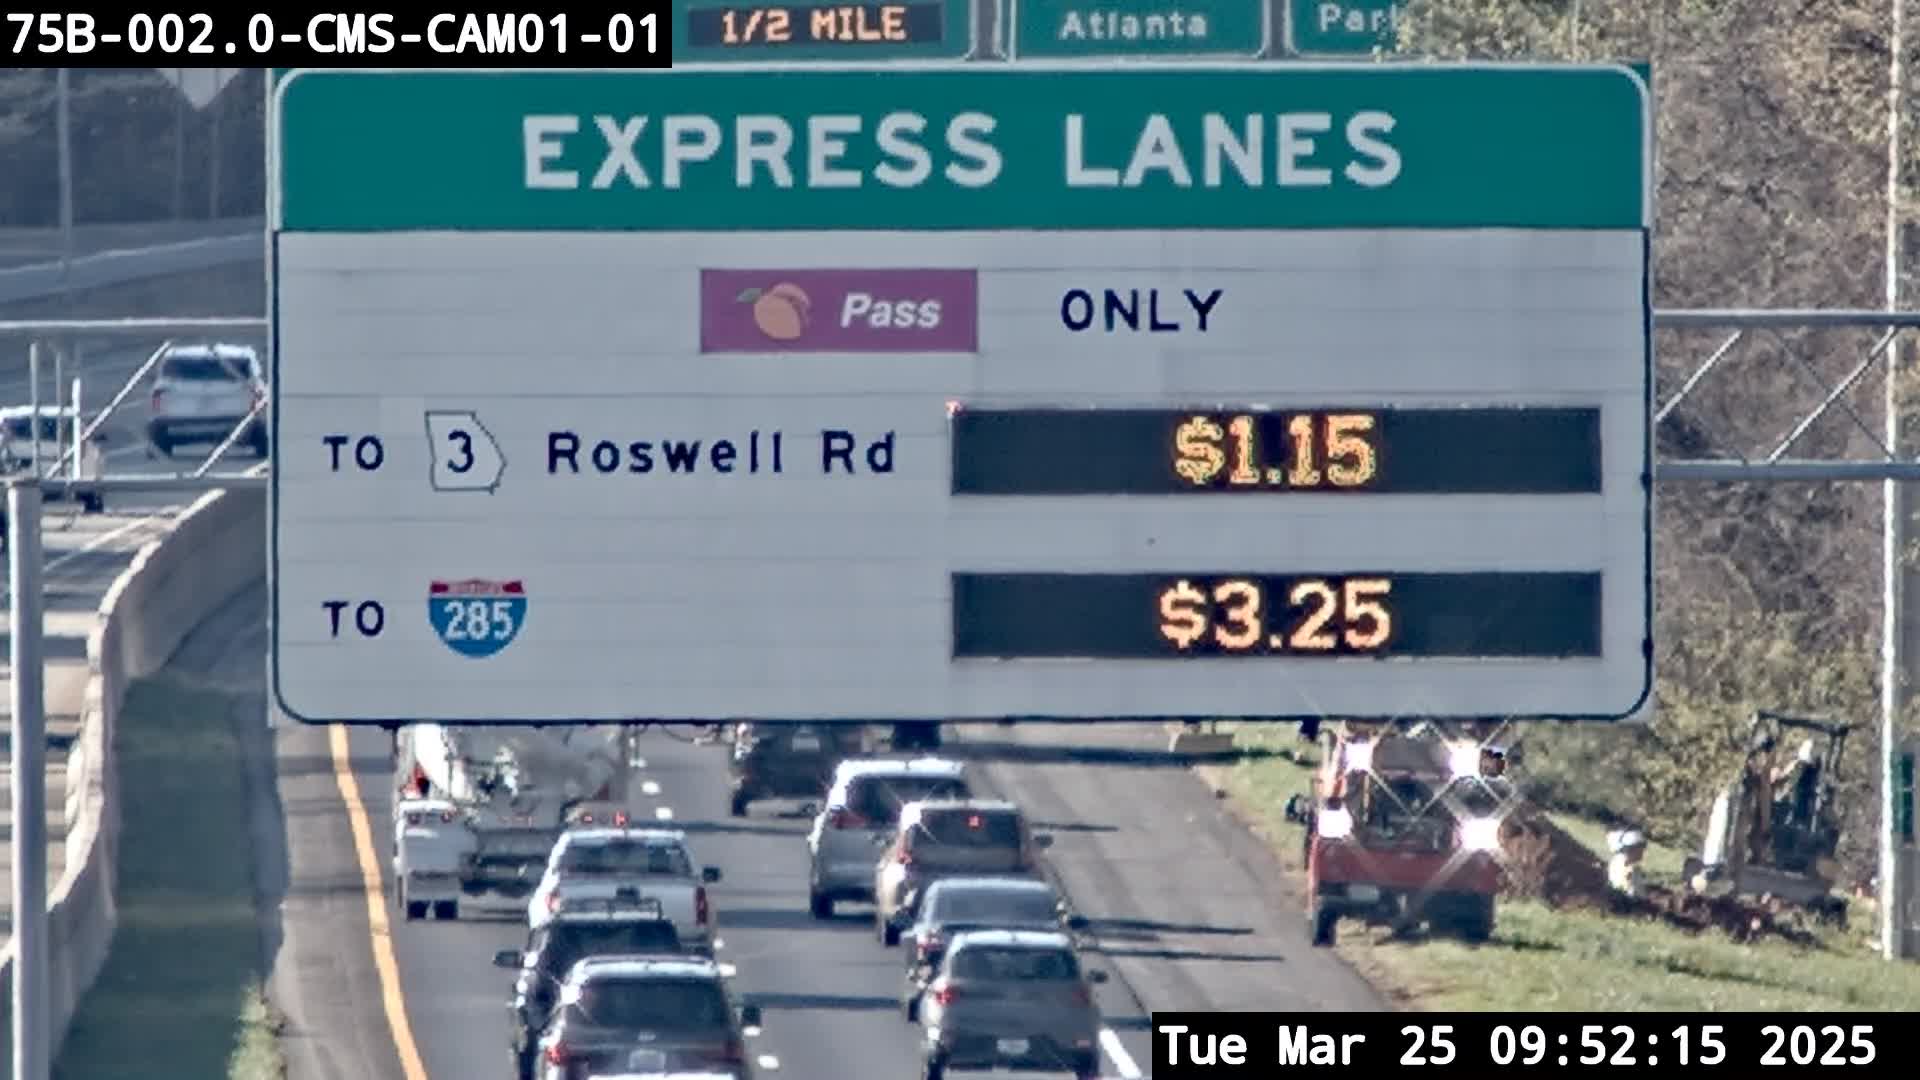 75B-002.0-CMS-CAM01-01
1/2 MILE
Atlanta
EXPRESS LANES
Pass ONLY
TO 3 Roswell Rd $1.15
TO 285 $3.25
Tue Mar 25 09:52:15 2025